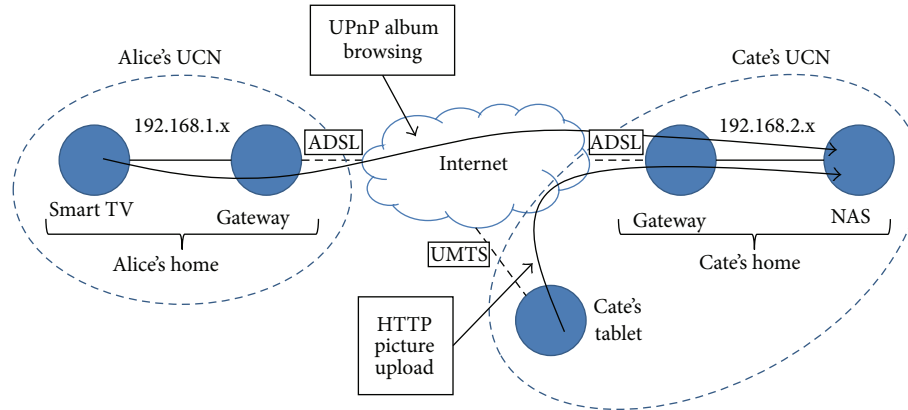 UPnP album
browsing
Alice's UCN
Cate's UCN
192.168.1.x
ADSL
Internet
ADSL
192.168.2.x
Smart TV
Gateway
Gateway
NAS
Alice's home
UMTS
Cate's home
HTTP
picture
upload
Cate's
tablet